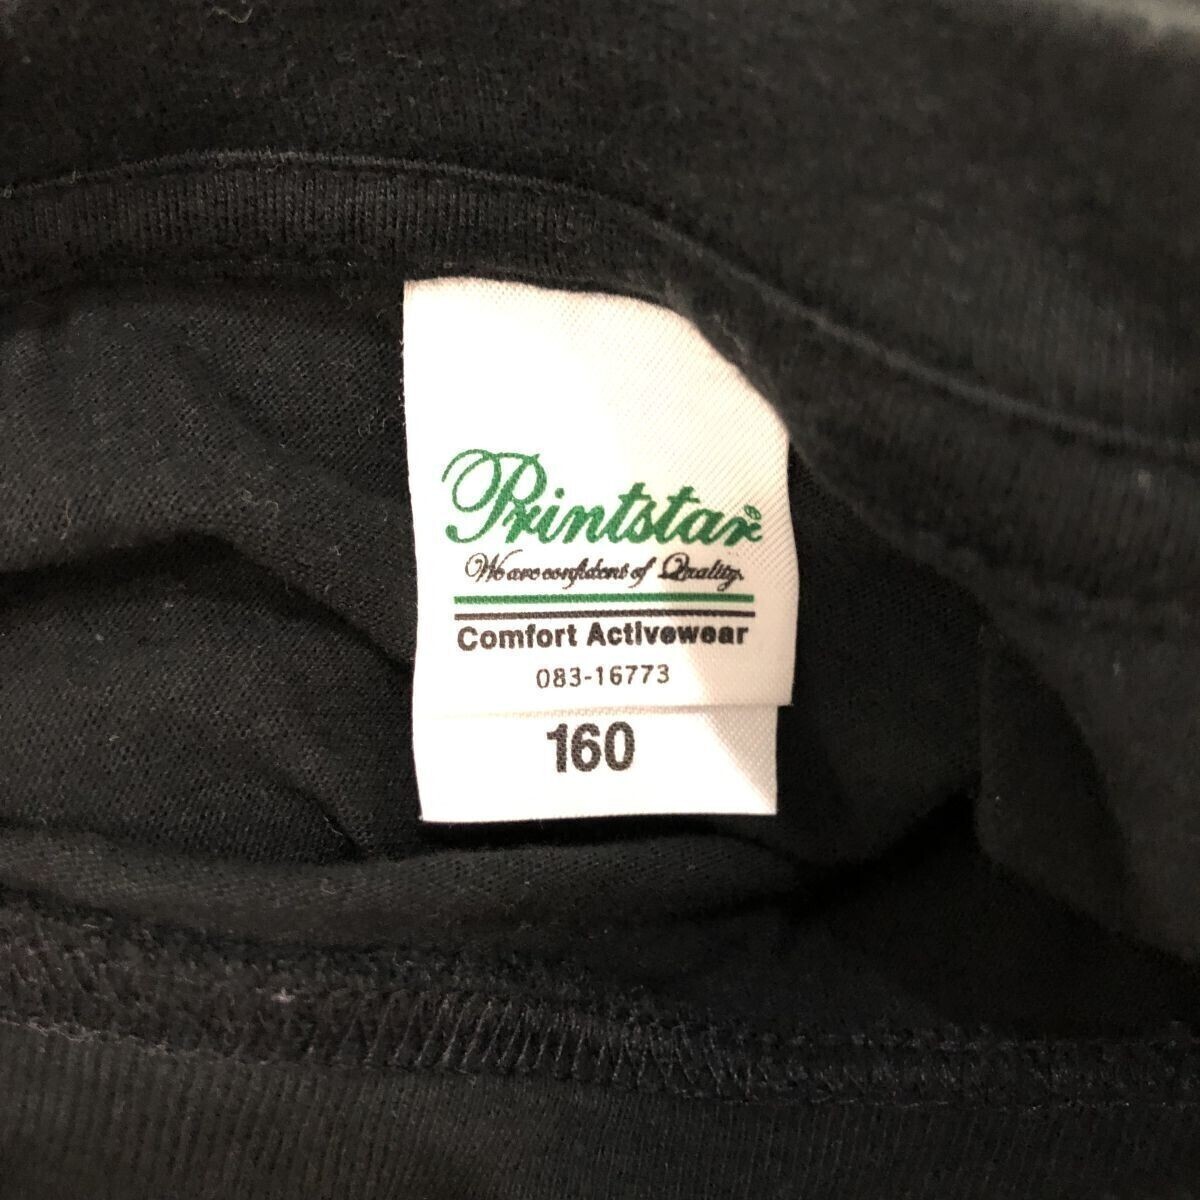 Printstar®
We are confident of Quality.
Comfort Activewear
083-16773
160